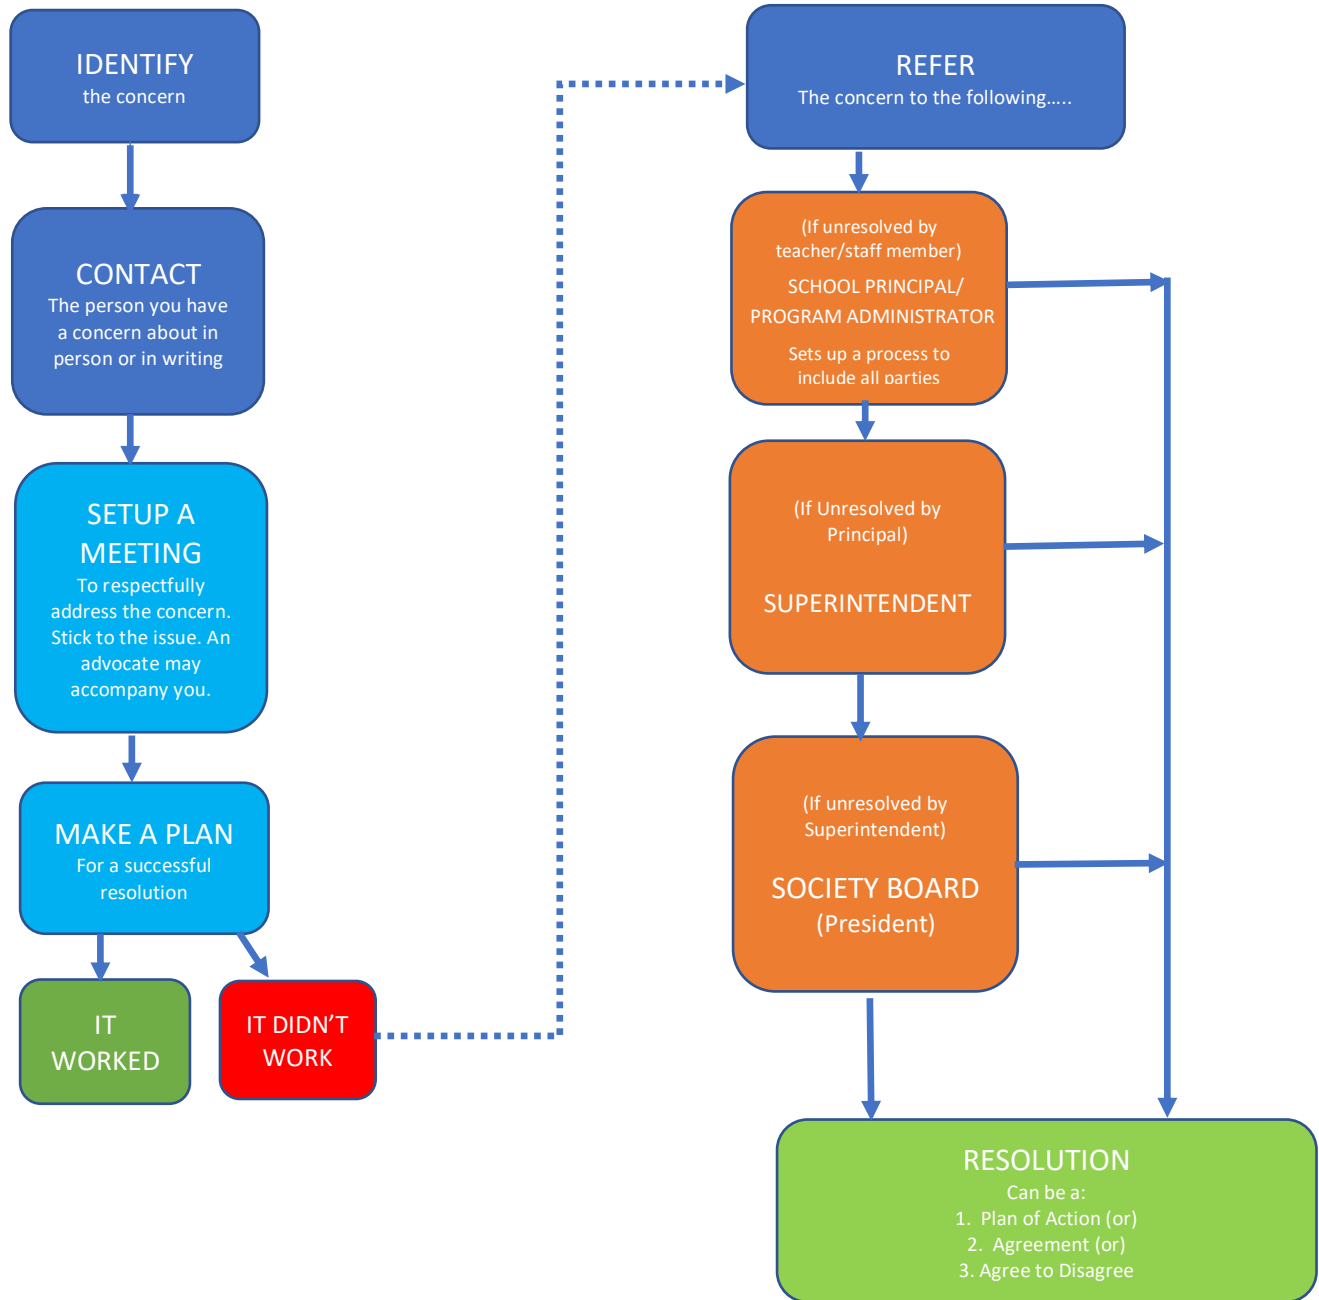 IDENTIFY
the concern
CONTACT
The person you have
a concern about in
person or in writing
SETUP A
MEETING
To respectfully
address the concern.
Stick to the issue. An
advocate may
accompany you.
MAKE A PLAN
For a successful
resolution
IT
WORKED
IT DIDN’T
WORK
REFER
The concern to the following…..
(If unresolved by
teacher/staff member)
SCHOOL PRINCIPAL/
PROGRAM ADMINISTRATOR
Sets up a process to
include all parties
(If Unresolved by
Principal)
SUPERINTENDENT
(If unresolved by
Superintendent)
SOCIETY BOARD
(President)
RESOLUTION
Can be a:
1. Plan of Action (or)
2. Agreement (or)
3. Agree to Disagree